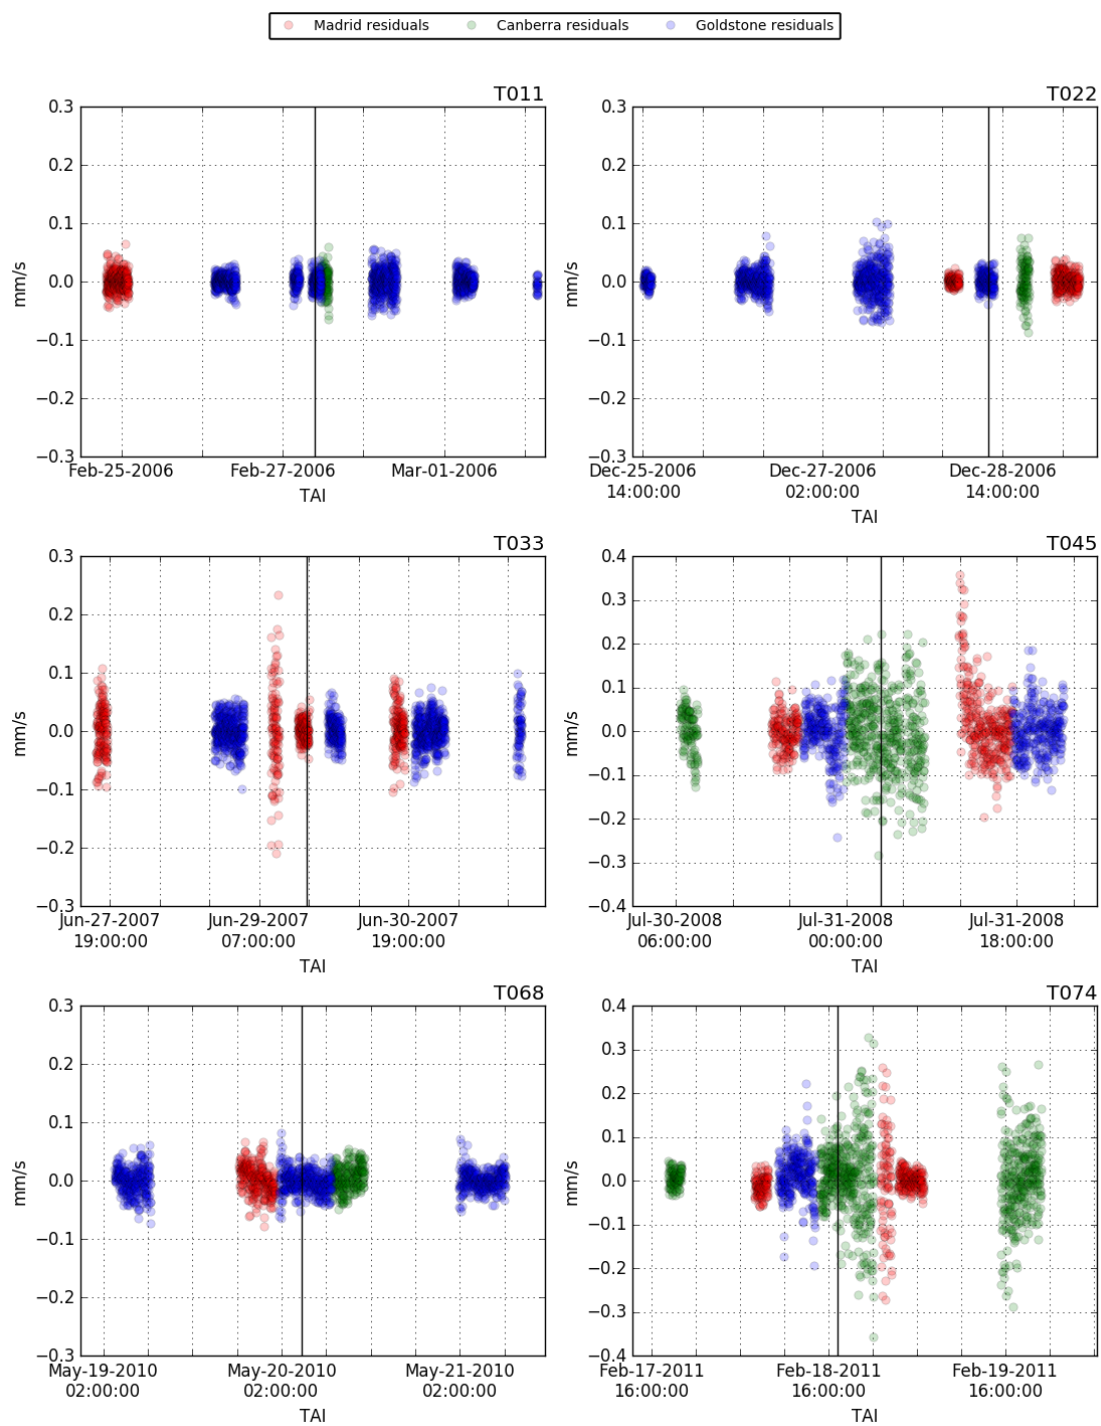 Madrid residuals Canberra residuals Goldstone residuals
T011
0.3
0.2
0.1
0.0
−0.1
−0.2
−0.3
mm/s
Feb-25-2006 Feb-27-2006 Mar-01-2006
TAI
T022
0.3
0.2
0.1
0.0
−0.1
−0.2
−0.3
mm/s
Dec-25-2006 Dec-27-2006 Dec-28-2006
14:00:00 02:00:00 14:00:00
TAI
T033
0.3
0.2
0.1
0.0
−0.1
−0.2
−0.3
mm/s
Jun-27-2007 Jun-29-2007 Jun-30-2007
19:00:00 07:00:00 19:00:00
TAI
T045
0.4
0.3
0.2
0.1
0.0
−0.1
−0.2
−0.3
−0.4
mm/s
Jul-30-2008 Jul-31-2008 Jul-31-2008
06:00:00 00:00:00 18:00:00
TAI
T068
0.3
0.2
0.1
0.0
−0.1
−0.2
−0.3
mm/s
May-19-2010 May-20-2010 May-21-2010
02:00:00 02:00:00 02:00:00
TAI
T074
0.4
0.3
0.2
0.1
0.0
−0.1
−0.2
−0.3
−0.4
mm/s
Feb-17-2011 Feb-18-2011 Feb-19-2011
16:00:00 16:00:00 16:00:00
TAI